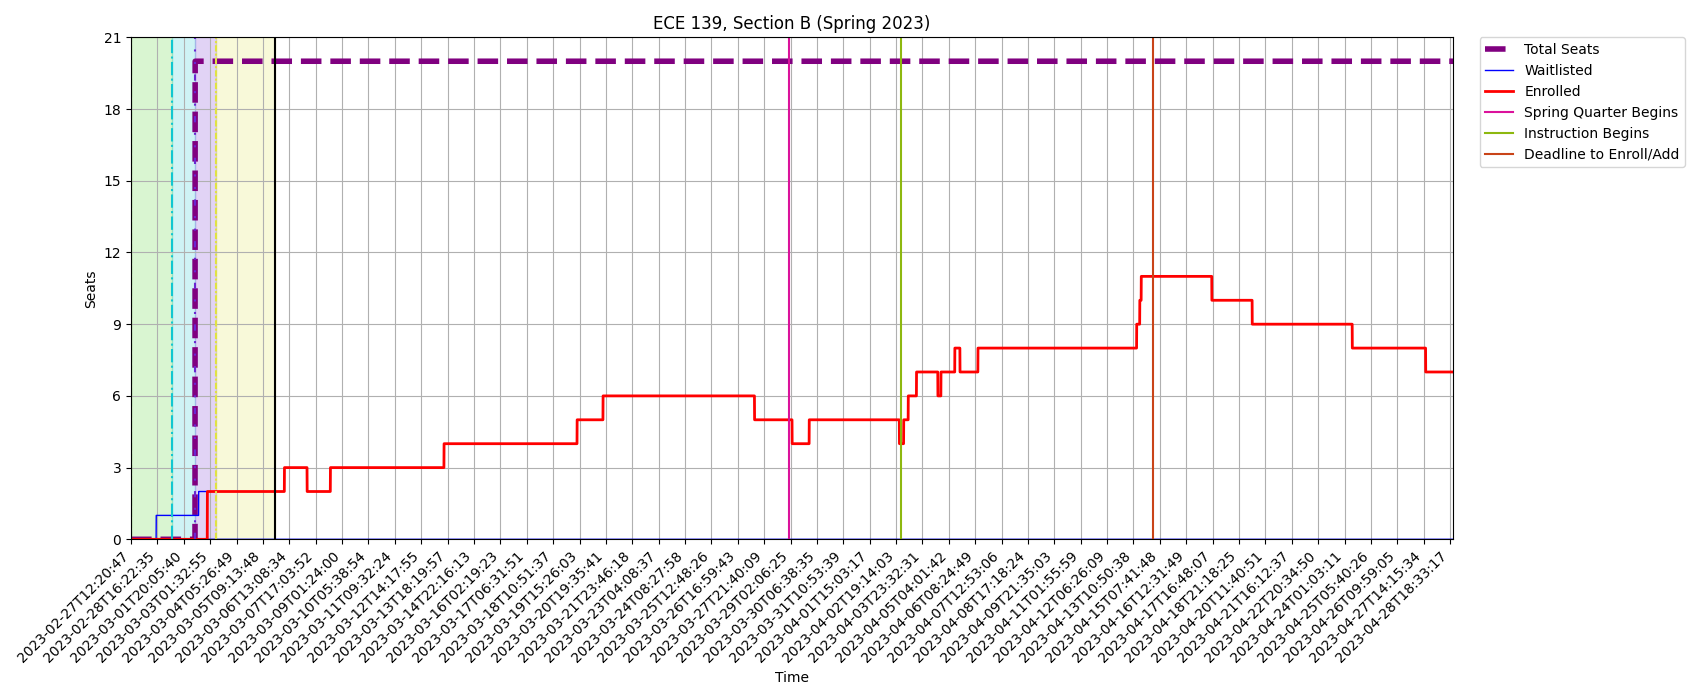 ECE 139, Section B (Spring 2023)
21
18
15
12
9
6
3
0
Seats
Total Seats
Waitlisted
Enrolled
Spring Quarter Begins
Instruction Begins
Deadline to Enroll/Add
2023-02-27T12:20:47
2023-02-28T16:22:35
2023-03-01T20:05:40
2023-03-03T01:32:55
2023-03-04T05:26:49
2023-03-05T09:13:48
2023-03-06T13:08:34
2023-03-07T17:03:52
2023-03-09T01:24:00
2023-03-10T05:38:54
2023-03-11T09:32:24
2023-03-12T14:17:55
2023-03-13T18:19:57
2023-03-14T22:16:13
2023-03-16T02:19:23
2023-03-17T06:31:51
2023-03-18T10:51:37
2023-03-19T15:26:03
2023-03-20T19:35:41
2023-03-21T23:46:18
2023-03-23T04:08:37
2023-03-24T08:27:58
2023-03-25T12:48:26
2023-03-26T16:59:43
2023-03-27T21:40:09
2023-03-29T02:06:25
2023-03-30T06:38:35
2023-03-31T10:53:39
2023-04-01T15:03:17
2023-04-02T19:14:03
2023-04-03T23:32:31
2023-04-05T04:01:42
2023-04-06T08:24:49
2023-04-07T12:53:06
2023-04-08T17:18:24
2023-04-09T21:35:03
2023-04-11T01:55:59
2023-04-12T06:26:09
2023-04-13T10:50:38
2023-04-15T07:41:48
2023-04-16T12:31:49
2023-04-17T16:48:07
2023-04-18T21:18:25
2023-04-20T11:40:51
2023-04-21T16:12:37
2023-04-22T20:34:50
2023-04-24T01:03:11
2023-04-25T05:40:26
2023-04-26T09:59:05
2023-04-27T14:15:34
2023-04-28T18:33:17
Time